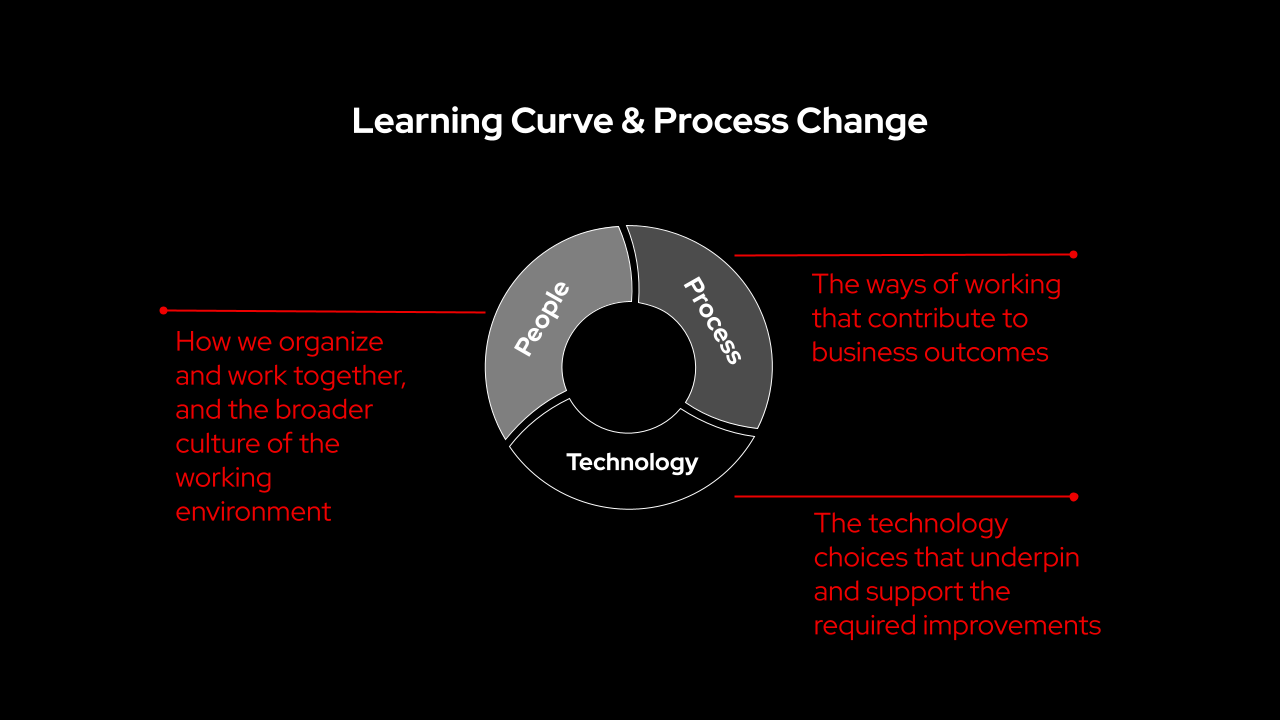 Learning Curve & Process Change
People
Process
Technology
How we organize
and work together,
and the broader
culture of the
working
environment
The ways of working
that contribute to
business outcomes
The technology
choices that underpin
and support the
required improvements